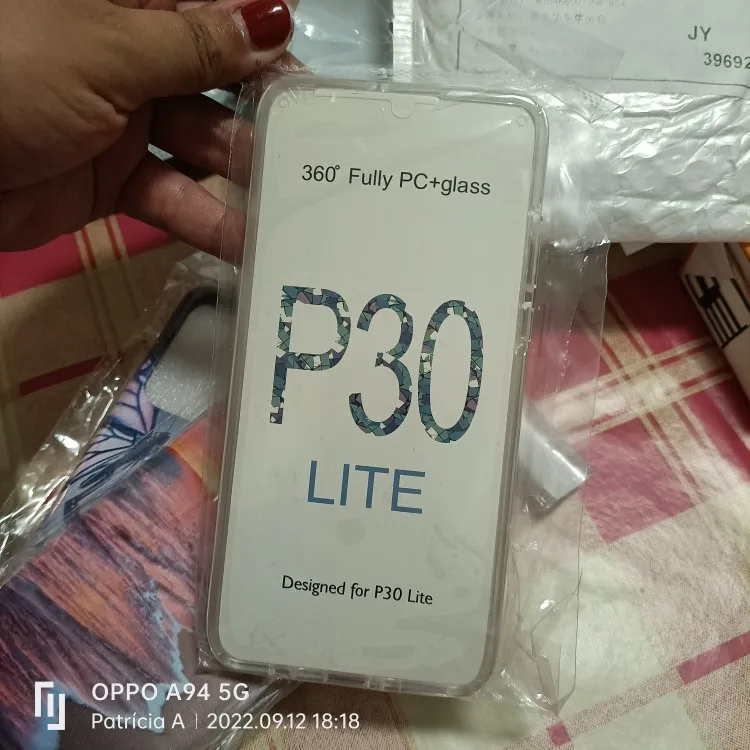 JY
39692
360° Fully PC+glass
P30
LITE
Designed for P30 Lite
OPPO A94 5G
Patrícia A | 2022.09.12 18:18